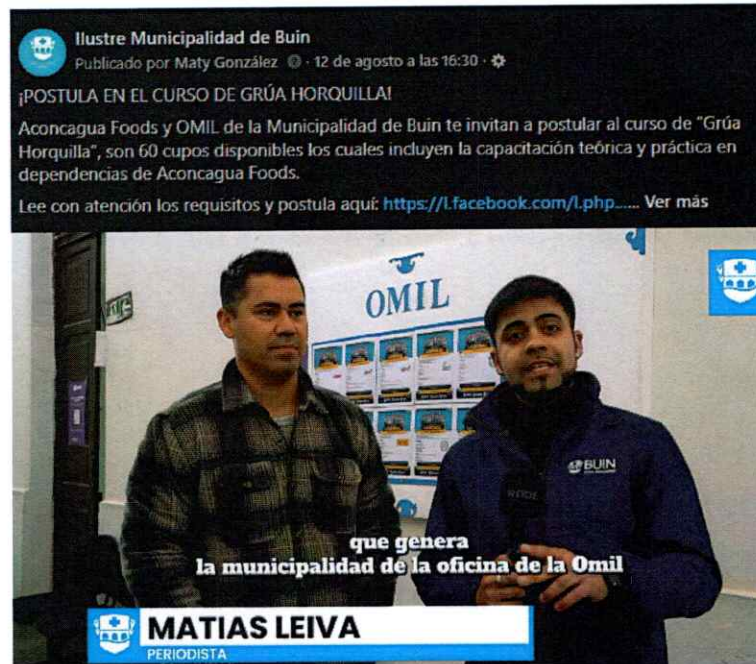 Ilustre Municipalidad de Buin
Publicado por Maty González · 12 de agosto a las 16:30 ·
¡POSTULA EN EL CURSO DE GRÚA HORQUILLA!
Aconcagua Foods y OMIL de la Municipalidad de Buin te invitan a postular al curso de "Grúa
Horquilla", son 60 cupos disponibles los cuales incluyen la capacitación teórica y práctica en
dependencias de Aconcagua Foods.
Lee con atención los requisitos y postula aquí: https://l.facebook.com/l.php...... Ver más
OMIL
BUIN
RODE
que genera
la municipalidad de la oficina de la Omil
MATIAS LEIVA
PERIODISTA